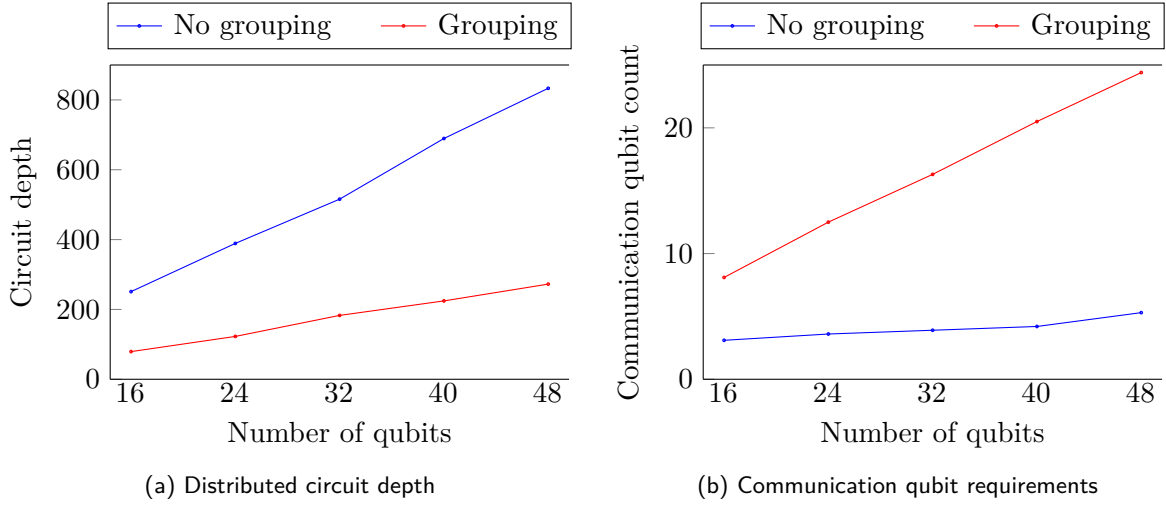 No grouping Grouping
800
600
400
200
0
Circuit depth
16 24 32 40 48
Number of qubits
(a) Distributed circuit depth
No grouping Grouping
20
10
0
Communication qubit count
16 24 32 40 48
Number of qubits
(b) Communication qubit requirements